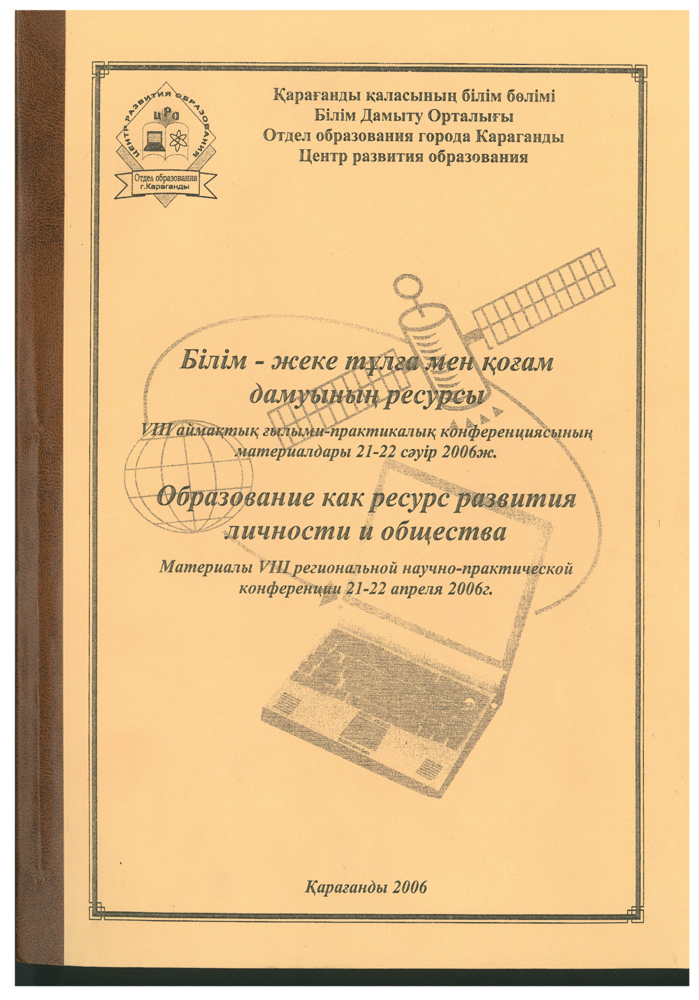 ЦЕНТР РАЗВИТИЯ ОБРАЗОВАНИЯ
ЦРО
Отдел образования
г.Караганды
Қарағанды қаласының білім бөлімі
Білім Дамыту Орталығы
Отдел образования города Караганды
Центр развития образования
Білім - жеке тұлға мен қоғам
дамуының ресурсы
VIII аймақтық ғылыми-практикалық конференциясының
материалдары 21-22 сәуір 2006ж.
Образование как ресурс развития
личности и общества
Материалы VIII региональной научно-практической
конференции 21-22 апреля 2006г.
Қарағанды 2006